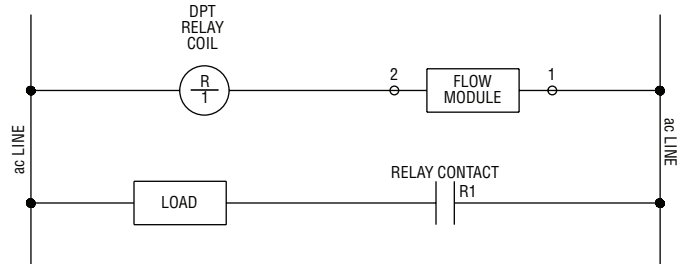 DPT
RELAY
COIL
R
1
2
FLOW
MODULE
1
ac LINE
ac LINE
RELAY CONTACT
R1
LOAD